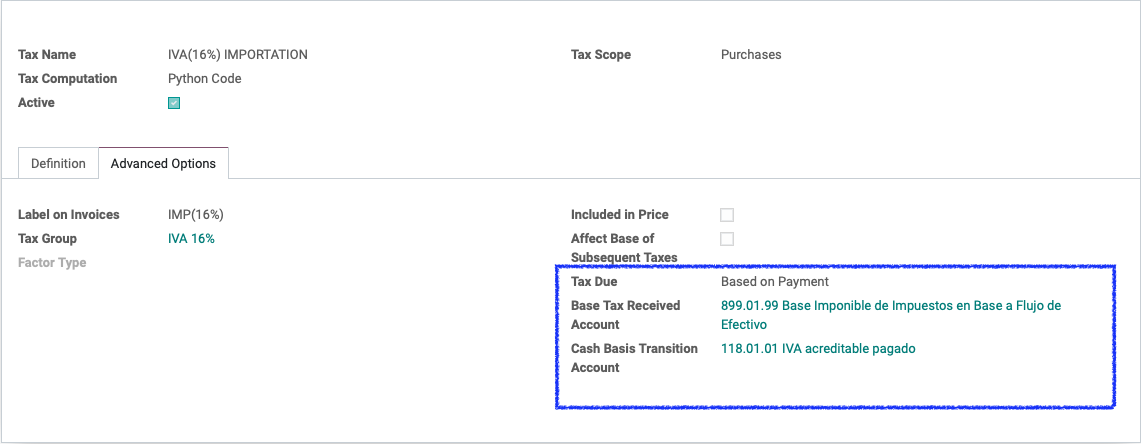 Tax Name IVA(16%) IMPORTATION Tax Scope Purchases
Tax Computation Python Code
Active
Definition Advanced Options
Label on Invoices IMP(16%) Included in Price
Tax Group IVA 16% Affect Base of
Factor Type Subsequent Taxes
Tax Due Based on Payment
Base Tax Received 899.01.99 Base Imponible de Impuestos en Base a Flujo de
Account Efectivo
Cash Basis Transition 118.01.01 IVA acreditable pagado
Account